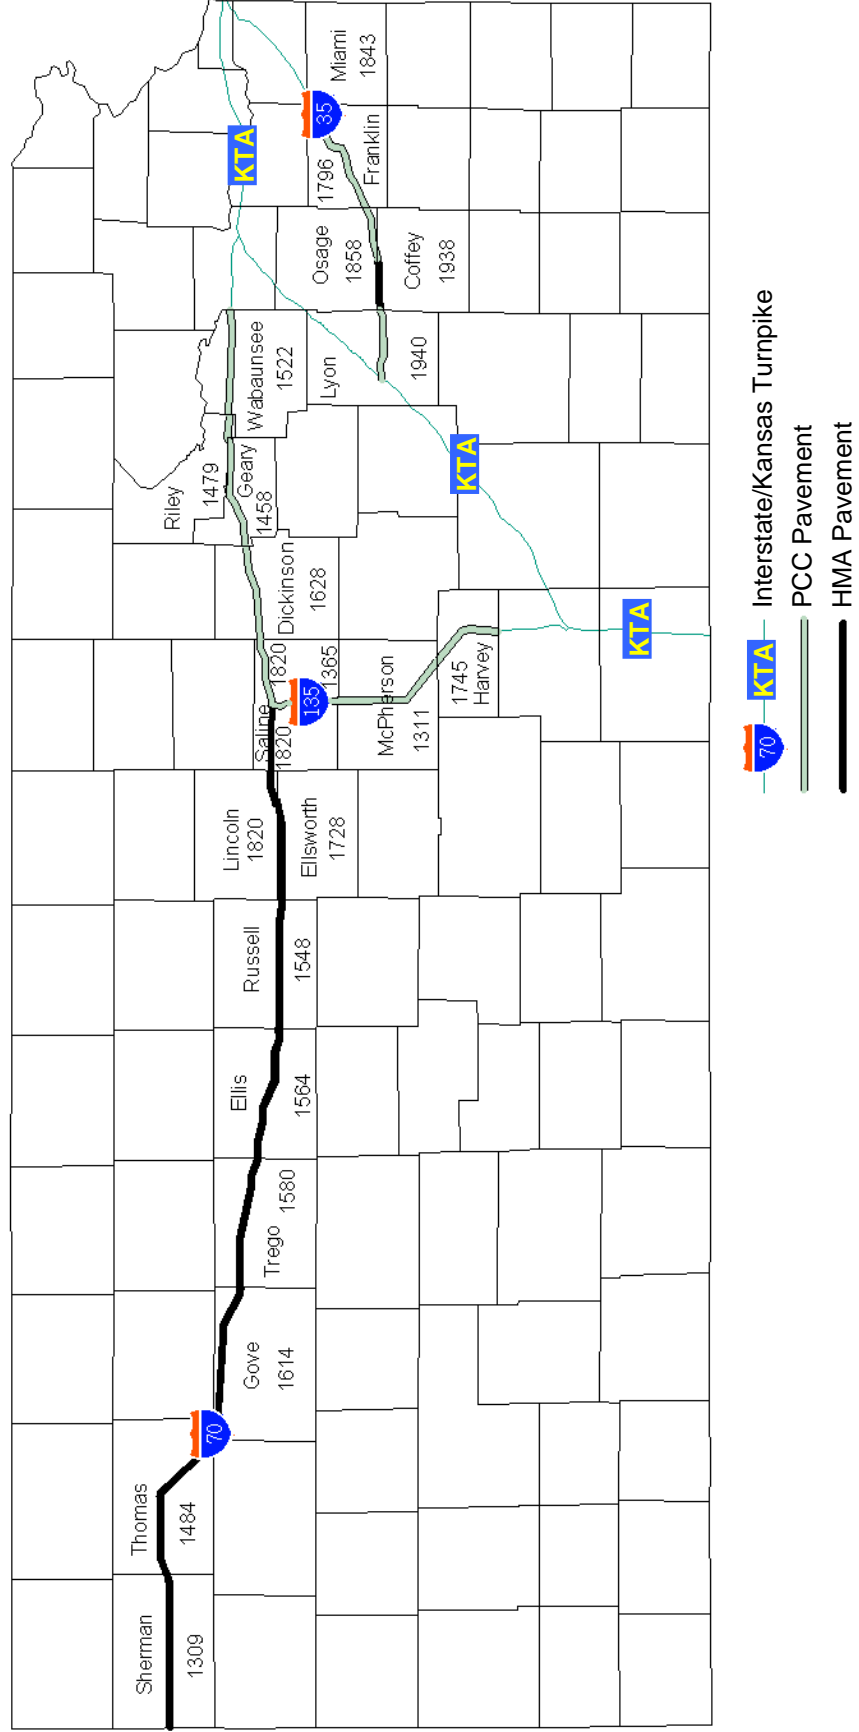 Sherman
1309
Thomas
1484
70
Gove
1614
Trego
1580
Ellis
1564
Russell
1548
Lincoln
1820
Ellsworth
1728
Saline
1820
1820
135
1365
McPherson
1311
1745
Harvey
Dickinson
1628
Riley
1479
Geary
1458
Wabaunsee
1522
Lyon
1940
Osage
1858
Coffey
1938
1796
Franklin
35
Miami
1843
KTA
KTA
KTA
70 KTA Interstate/Kansas Turnpike
PCC Pavement
HMA Pavement